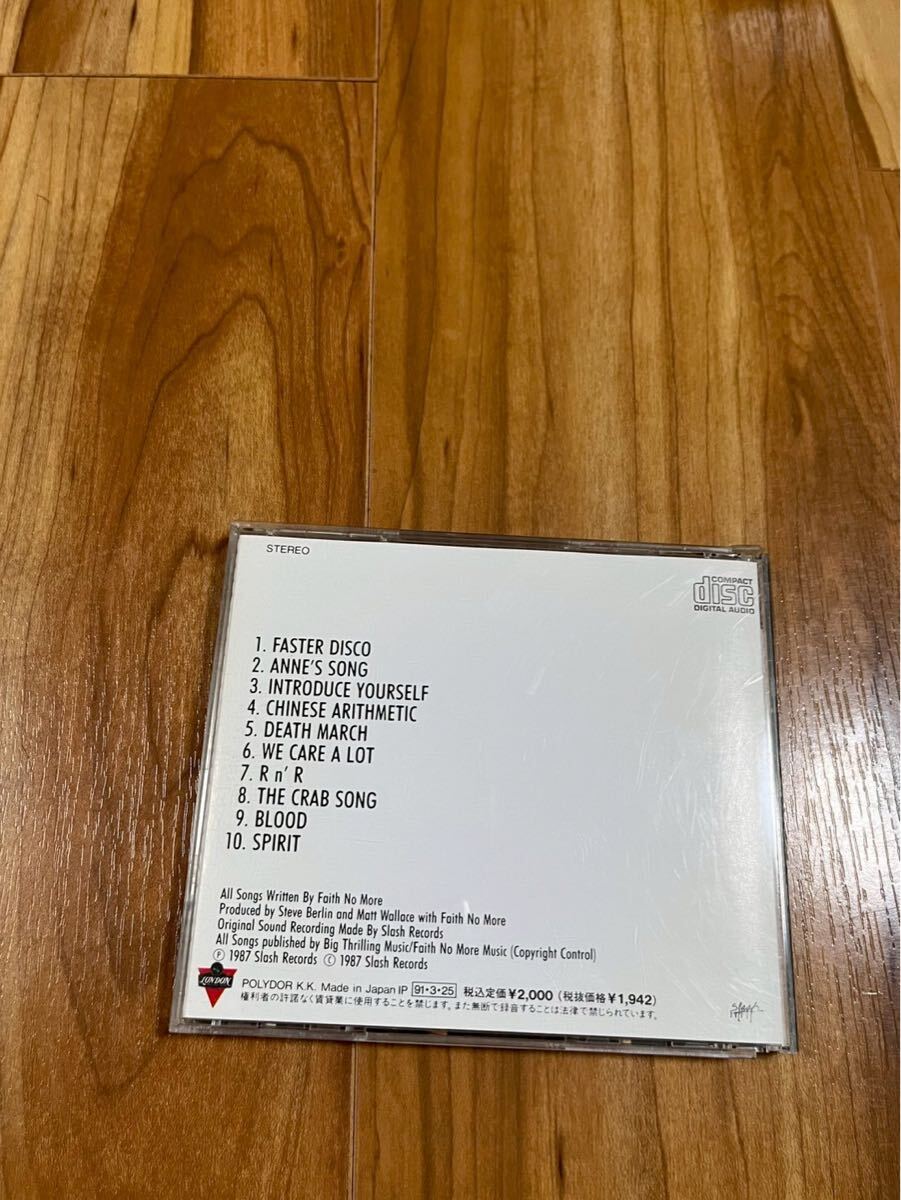 STEREO
COMPACT
disc
DIGITAL AUDIO
1. FASTER DISCO
2. ANNE'S SONG
3. INTRODUCE YOURSELF
4. CHINESE ARITHMETIC
5. DEATH MARCH
6. WE CARE A LOT
7. R n' R
8. THE CRAB SONG
9. BLOOD
10. SPIRIT
All Songs Written By Faith No More
Produced by Steve Berlin and Matt Wallace with Faith No More
Original Sound Recording Made By Slash Records
All Songs published by Big Thrilling Music/Faith No More Music (Copyright Control)
Ⓟ 1987 Slash Records Ⓒ 1987 Slash Records
LONDON
POLYDOR K.K. Made in Japan IP 91・3・25 税込定価¥2,000 (税抜価格¥1,942)
権利者の許諾なく賃貸業に使用することを禁じます。また無断で録音することは法律で禁じられています。
Slash